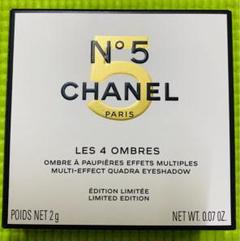 N°5
CHANEL
PARIS
LES 4 OMBRES
OMBRE À PAUPIÈRES EFFETS MULTIPLES
MULTI-EFFECT QUADRA EYESHADOW
ÉDITION LIMITÉE
LIMITED EDITION
POIDS NET 2 g NET WT. 0.07 OZ.